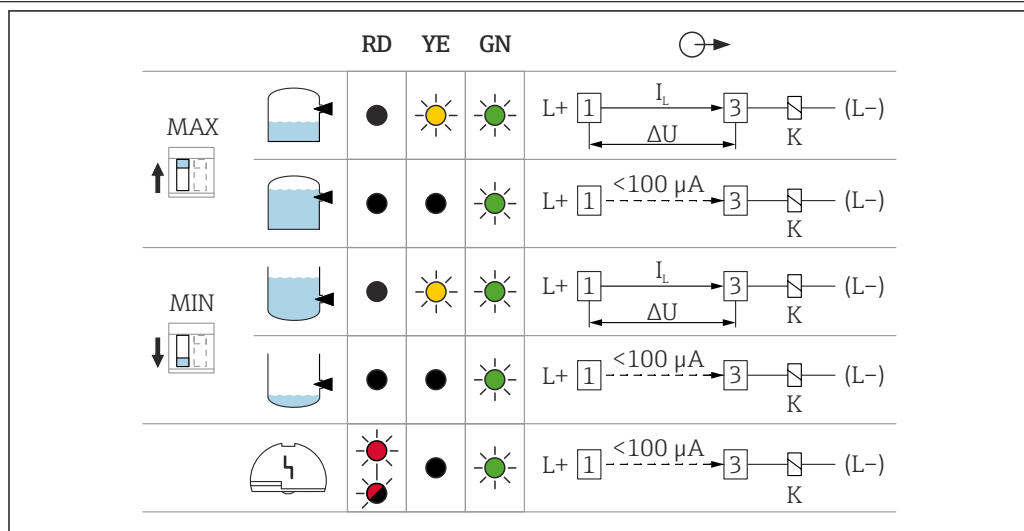 RD YE GN
MAX
L+ 1 I_L 3 (L–)
ΔU K
L+ 1 <100 µA 3 (L–)
K
MIN
L+ 1 I_L 3 (L–)
ΔU K
L+ 1 <100 µA 3 (L–)
K
L+ 1 <100 µA 3 (L–)
K